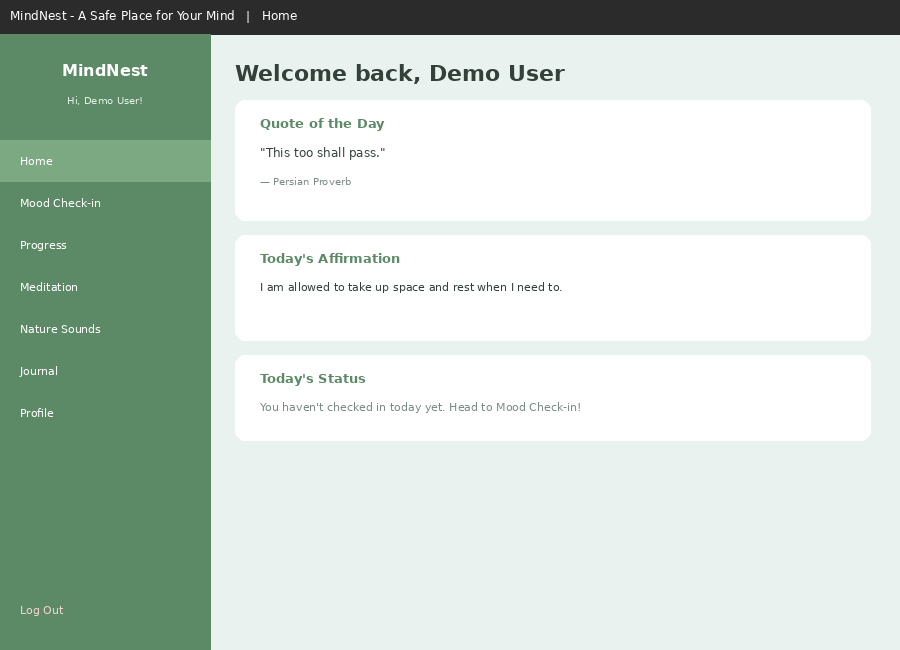 MindNest - A Safe Place for Your Mind | Home
MindNest
Hi, Demo User!
Home
Mood Check-in
Progress
Meditation
Nature Sounds
Journal
Profile
Log Out
Welcome back, Demo User
Quote of the Day
"This too shall pass."
— Persian Proverb
Today's Affirmation
I am allowed to take up space and rest when I need to.
Today's Status
You haven't checked in today yet. Head to Mood Check-in!